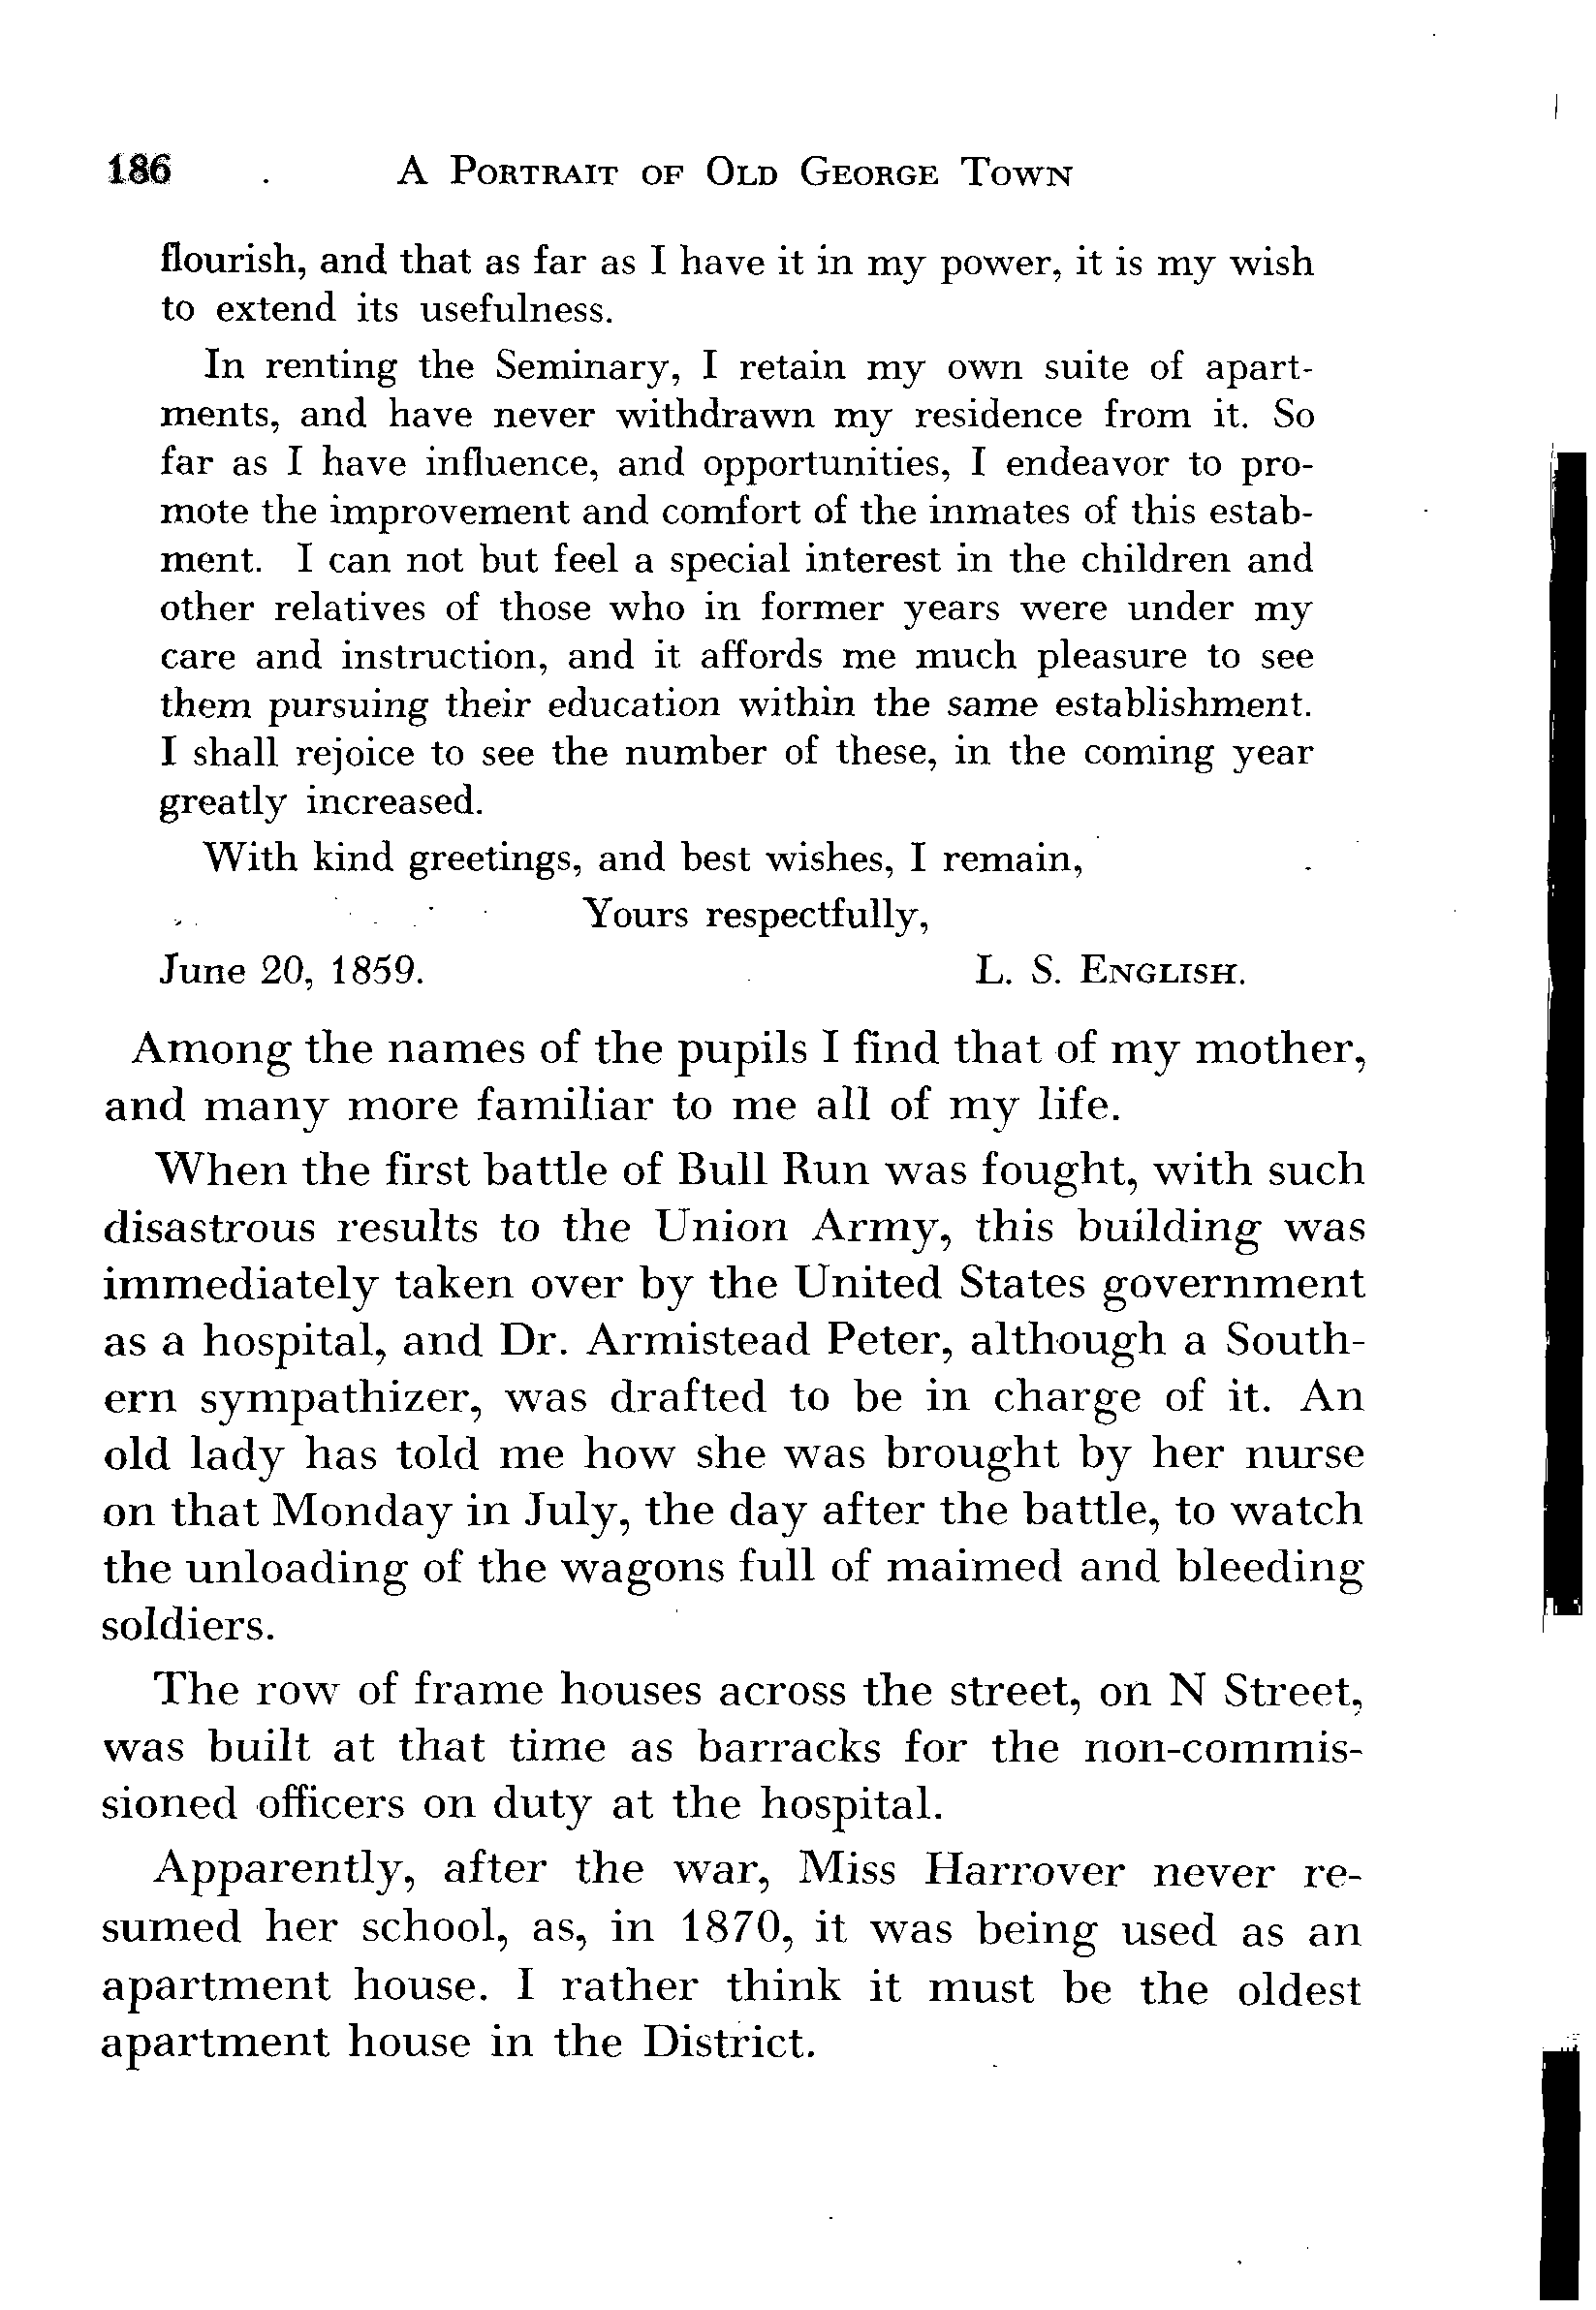 186 A Portrait of Old George Town
flourish, and that as far as I have it in my power, it is my wish
to extend its usefulness.
In renting the Seminary, I retain my own suite of apart-
ments, and have never withdrawn my residence from it. So
far as I have influence, and opportunities, I endeavor to pro-
mote the improvement and comfort of the inmates of this estab-
ment. I can not but feel a special interest in the children and
other relatives of those who in former years were under my
care and instruction, and it affords me much pleasure to see
them pursuing their education within the same establishment.
I shall rejoice to see the number of these, in the coming year
greatly increased.
With kind greetings, and best wishes, I remain,
Yours respectfully,
June 20, 1859. L. S. English.
Among the names of the pupils I find that of my mother,
and many more familiar to me all of my life.
When the first battle of Bull Run was fought, with such
disastrous results to the Union Army, this building was
immediately taken over by the United States government
as a hospital, and Dr. Armistead Peter, although a South-
ern sympathizer, was drafted to be in charge of it. An
old lady has told me how she was brought by her nurse
on that Monday in July, the day after the battle, to watch
the unloading of the wagons full of maimed and bleeding
soldiers.
The row of frame houses across the street, on N Street,
was built at that time as barracks for the non-commis-
sioned officers on duty at the hospital.
Apparently, after the war, Miss Harrover never re-
sumed her school, as, in 1870, it was being used as an
apartment house. I rather think it must be the oldest
apartment house in the District.